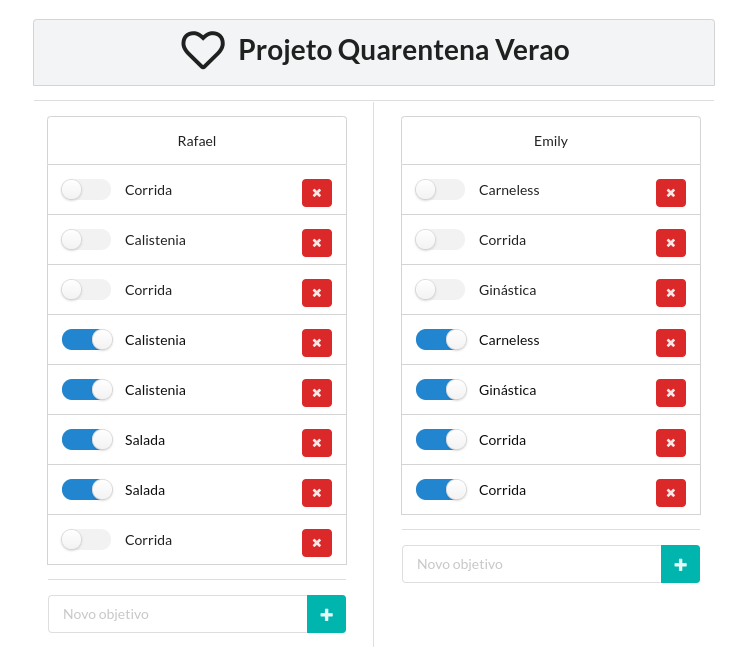 Projeto Quarentena Verao
Rafael
Corrida
Calistenia
Corrida
Calistenia
Calistenia
Salada
Salada
Corrida
Novo objetivo
Emily
Carneless
Corrida
Ginástica
Carneless
Ginástica
Corrida
Corrida
Novo objetivo